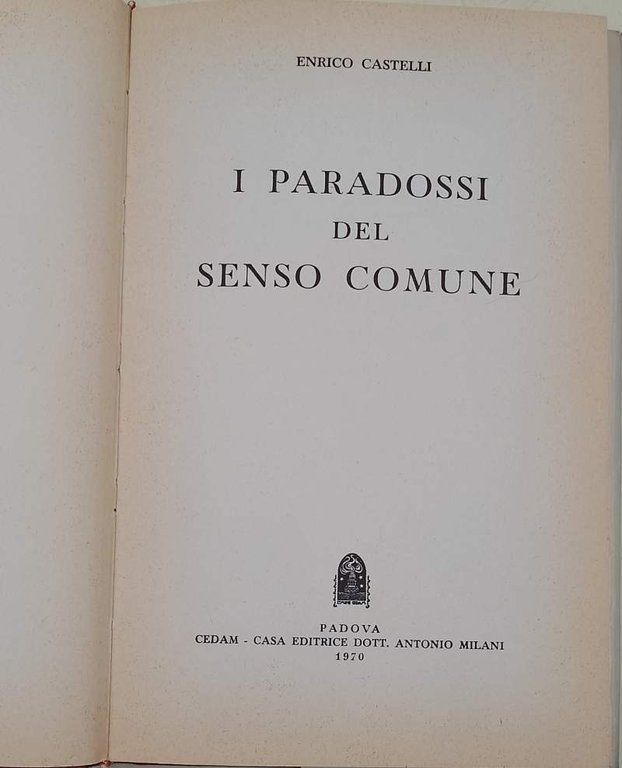 ENRICO CASTELLI
I PARADOSSI
DEL
SENSO COMUNE
PADOVA
CEDAM - CASA EDITRICE DOTT. ANTONIO MILANI
1970